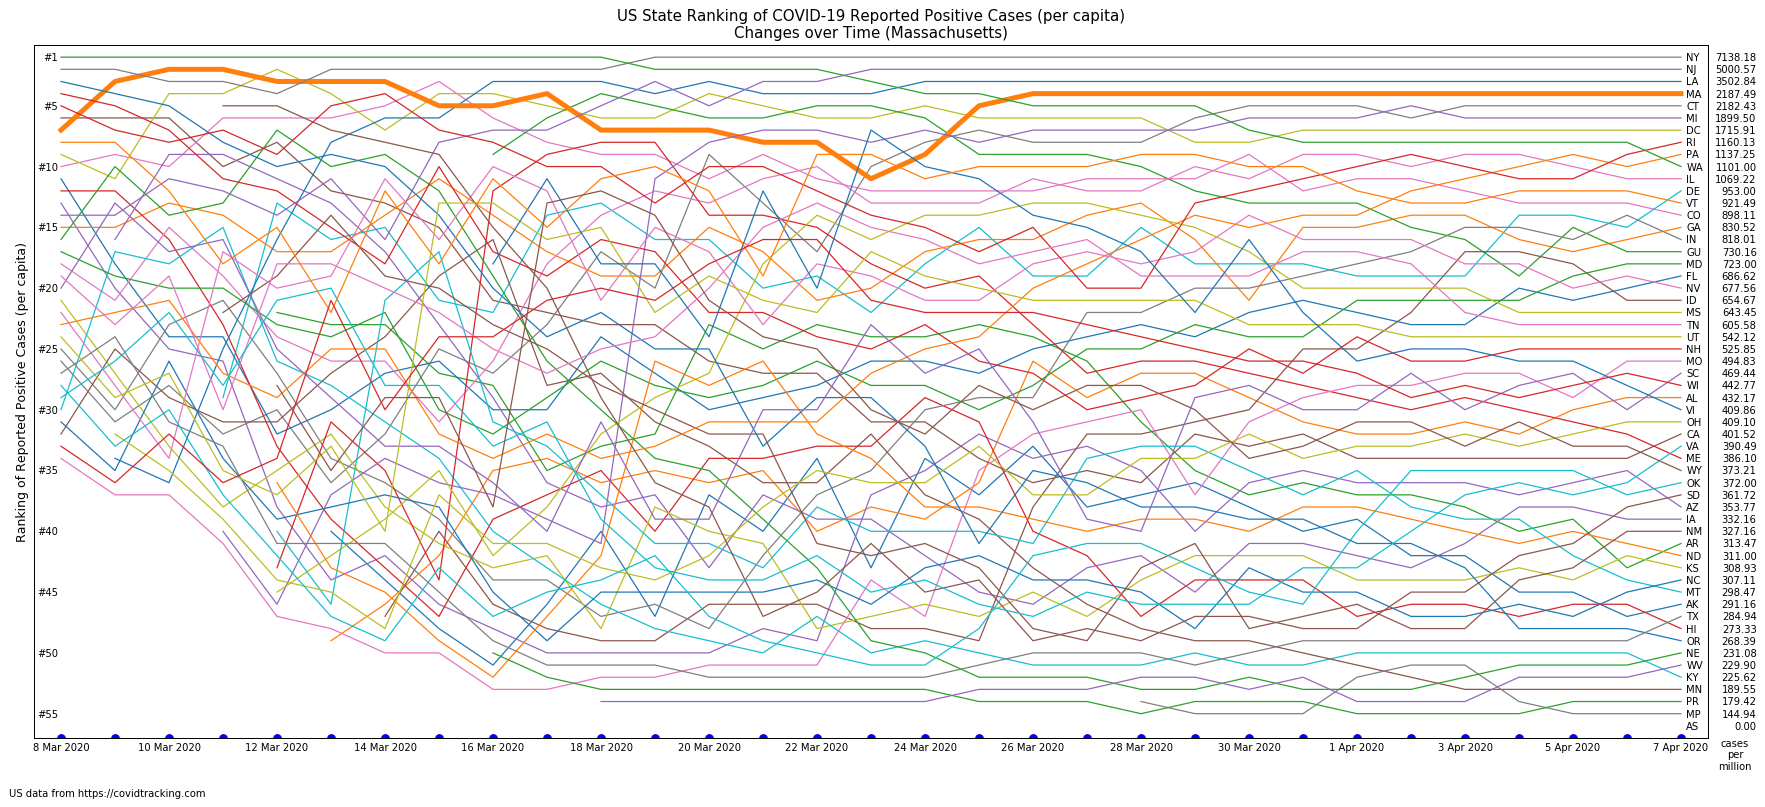 US State Ranking of COVID-19 Reported Positive Cases (per capita)
Changes over Time (Massachusetts)
Ranking of Reported Positive Cases (per capita)
#1
#5
#10
#15
#20
#25
#30
#35
#40
#45
#50
#55
NY 7138.18
NJ 5000.57
LA 3502.84
MA 2187.49
CT 2182.43
MI 1899.50
DC 1715.91
RI 1160.13
PA 1137.25
WA 1101.00
IL 1069.22
DE 953.00
VT 921.49
CO 898.11
GA 830.52
IN 818.01
GU 730.16
MD 723.00
FL 686.62
NV 677.56
ID 654.67
MS 643.45
TN 605.58
UT 542.12
NH 525.85
MO 494.83
SC 469.44
WI 442.77
AL 432.17
VI 409.86
OH 409.10
CA 401.52
VA 390.49
ME 386.10
WY 373.21
OK 372.00
SD 361.72
AZ 353.77
IA 332.16
NM 327.16
AR 313.47
ND 311.00
KS 308.93
NC 307.11
MT 298.47
AK 291.16
TX 284.94
HI 273.33
OR 268.39
NE 231.08
WV 229.90
KY 225.62
MN 189.55
PR 179.42
MP 144.94
AS 0.00
8 Mar 2020 10 Mar 2020 12 Mar 2020 14 Mar 2020 16 Mar 2020 18 Mar 2020 20 Mar 2020 22 Mar 2020 24 Mar 2020 26 Mar 2020 28 Mar 2020 30 Mar 2020 1 Apr 2020 3 Apr 2020 5 Apr 2020 7 Apr 2020
cases
per
million
US data from https://covidtracking.com